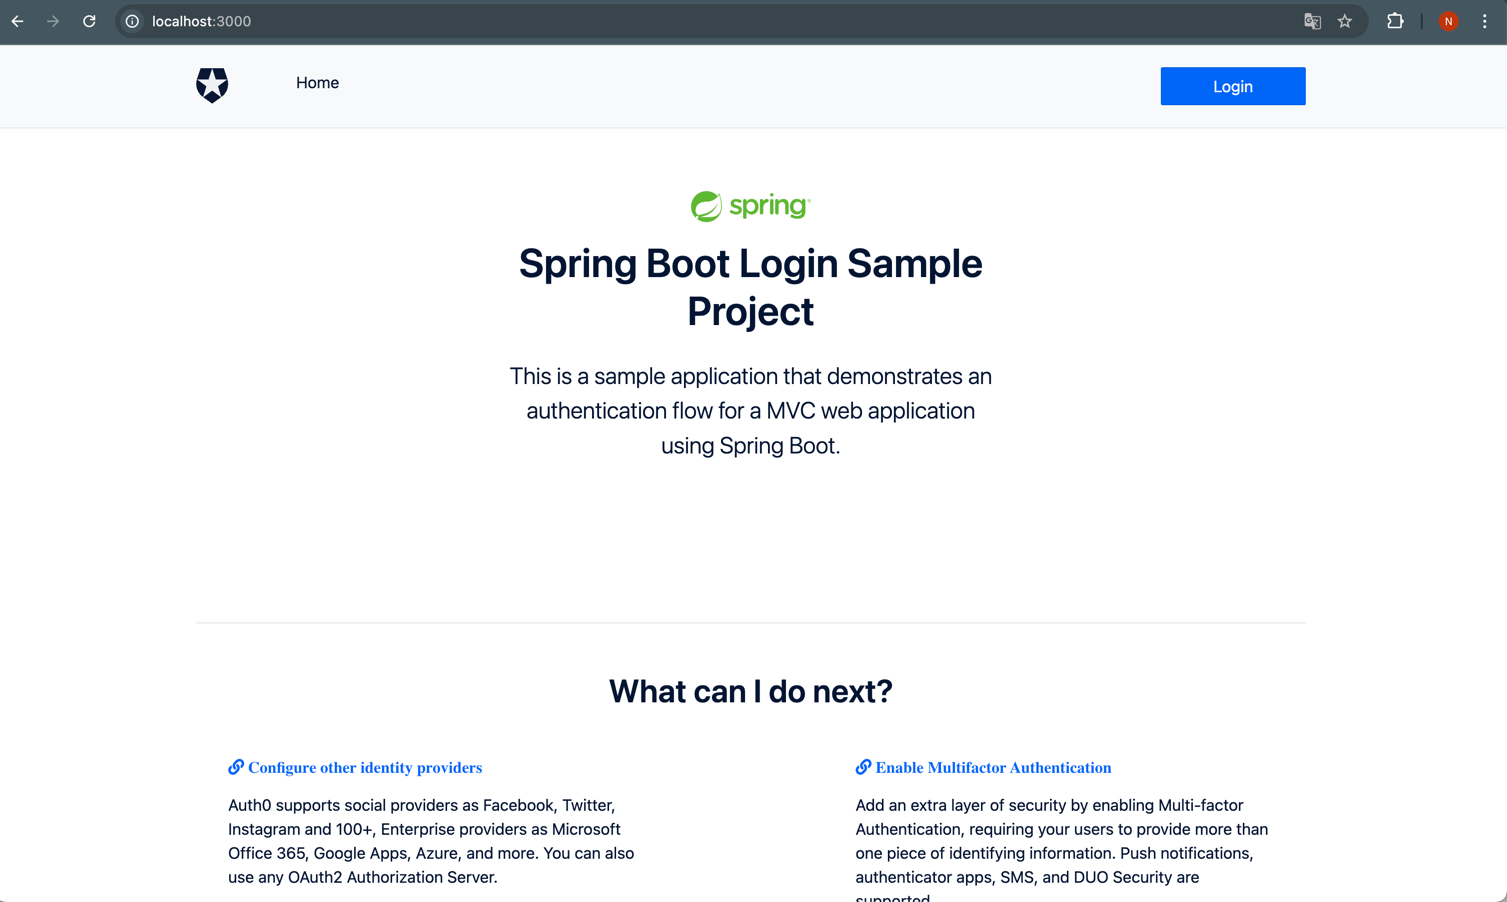 localhost:3000
N
Home
Login
spring
Spring Boot Login Sample
Project
This is a sample application that demonstrates an
authentication flow for a MVC web application
using Spring Boot.
What can I do next?
Configure other identity providers
Auth0 supports social providers as Facebook, Twitter,
Instagram and 100+, Enterprise providers as Microsoft
Office 365, Google Apps, Azure, and more. You can also
use any OAuth2 Authorization Server.
Enable Multifactor Authentication
Add an extra layer of security by enabling Multi-factor
Authentication, requiring your users to provide more than
one piece of identifying information. Push notifications,
authenticator apps, SMS, and DUO Security are
supported